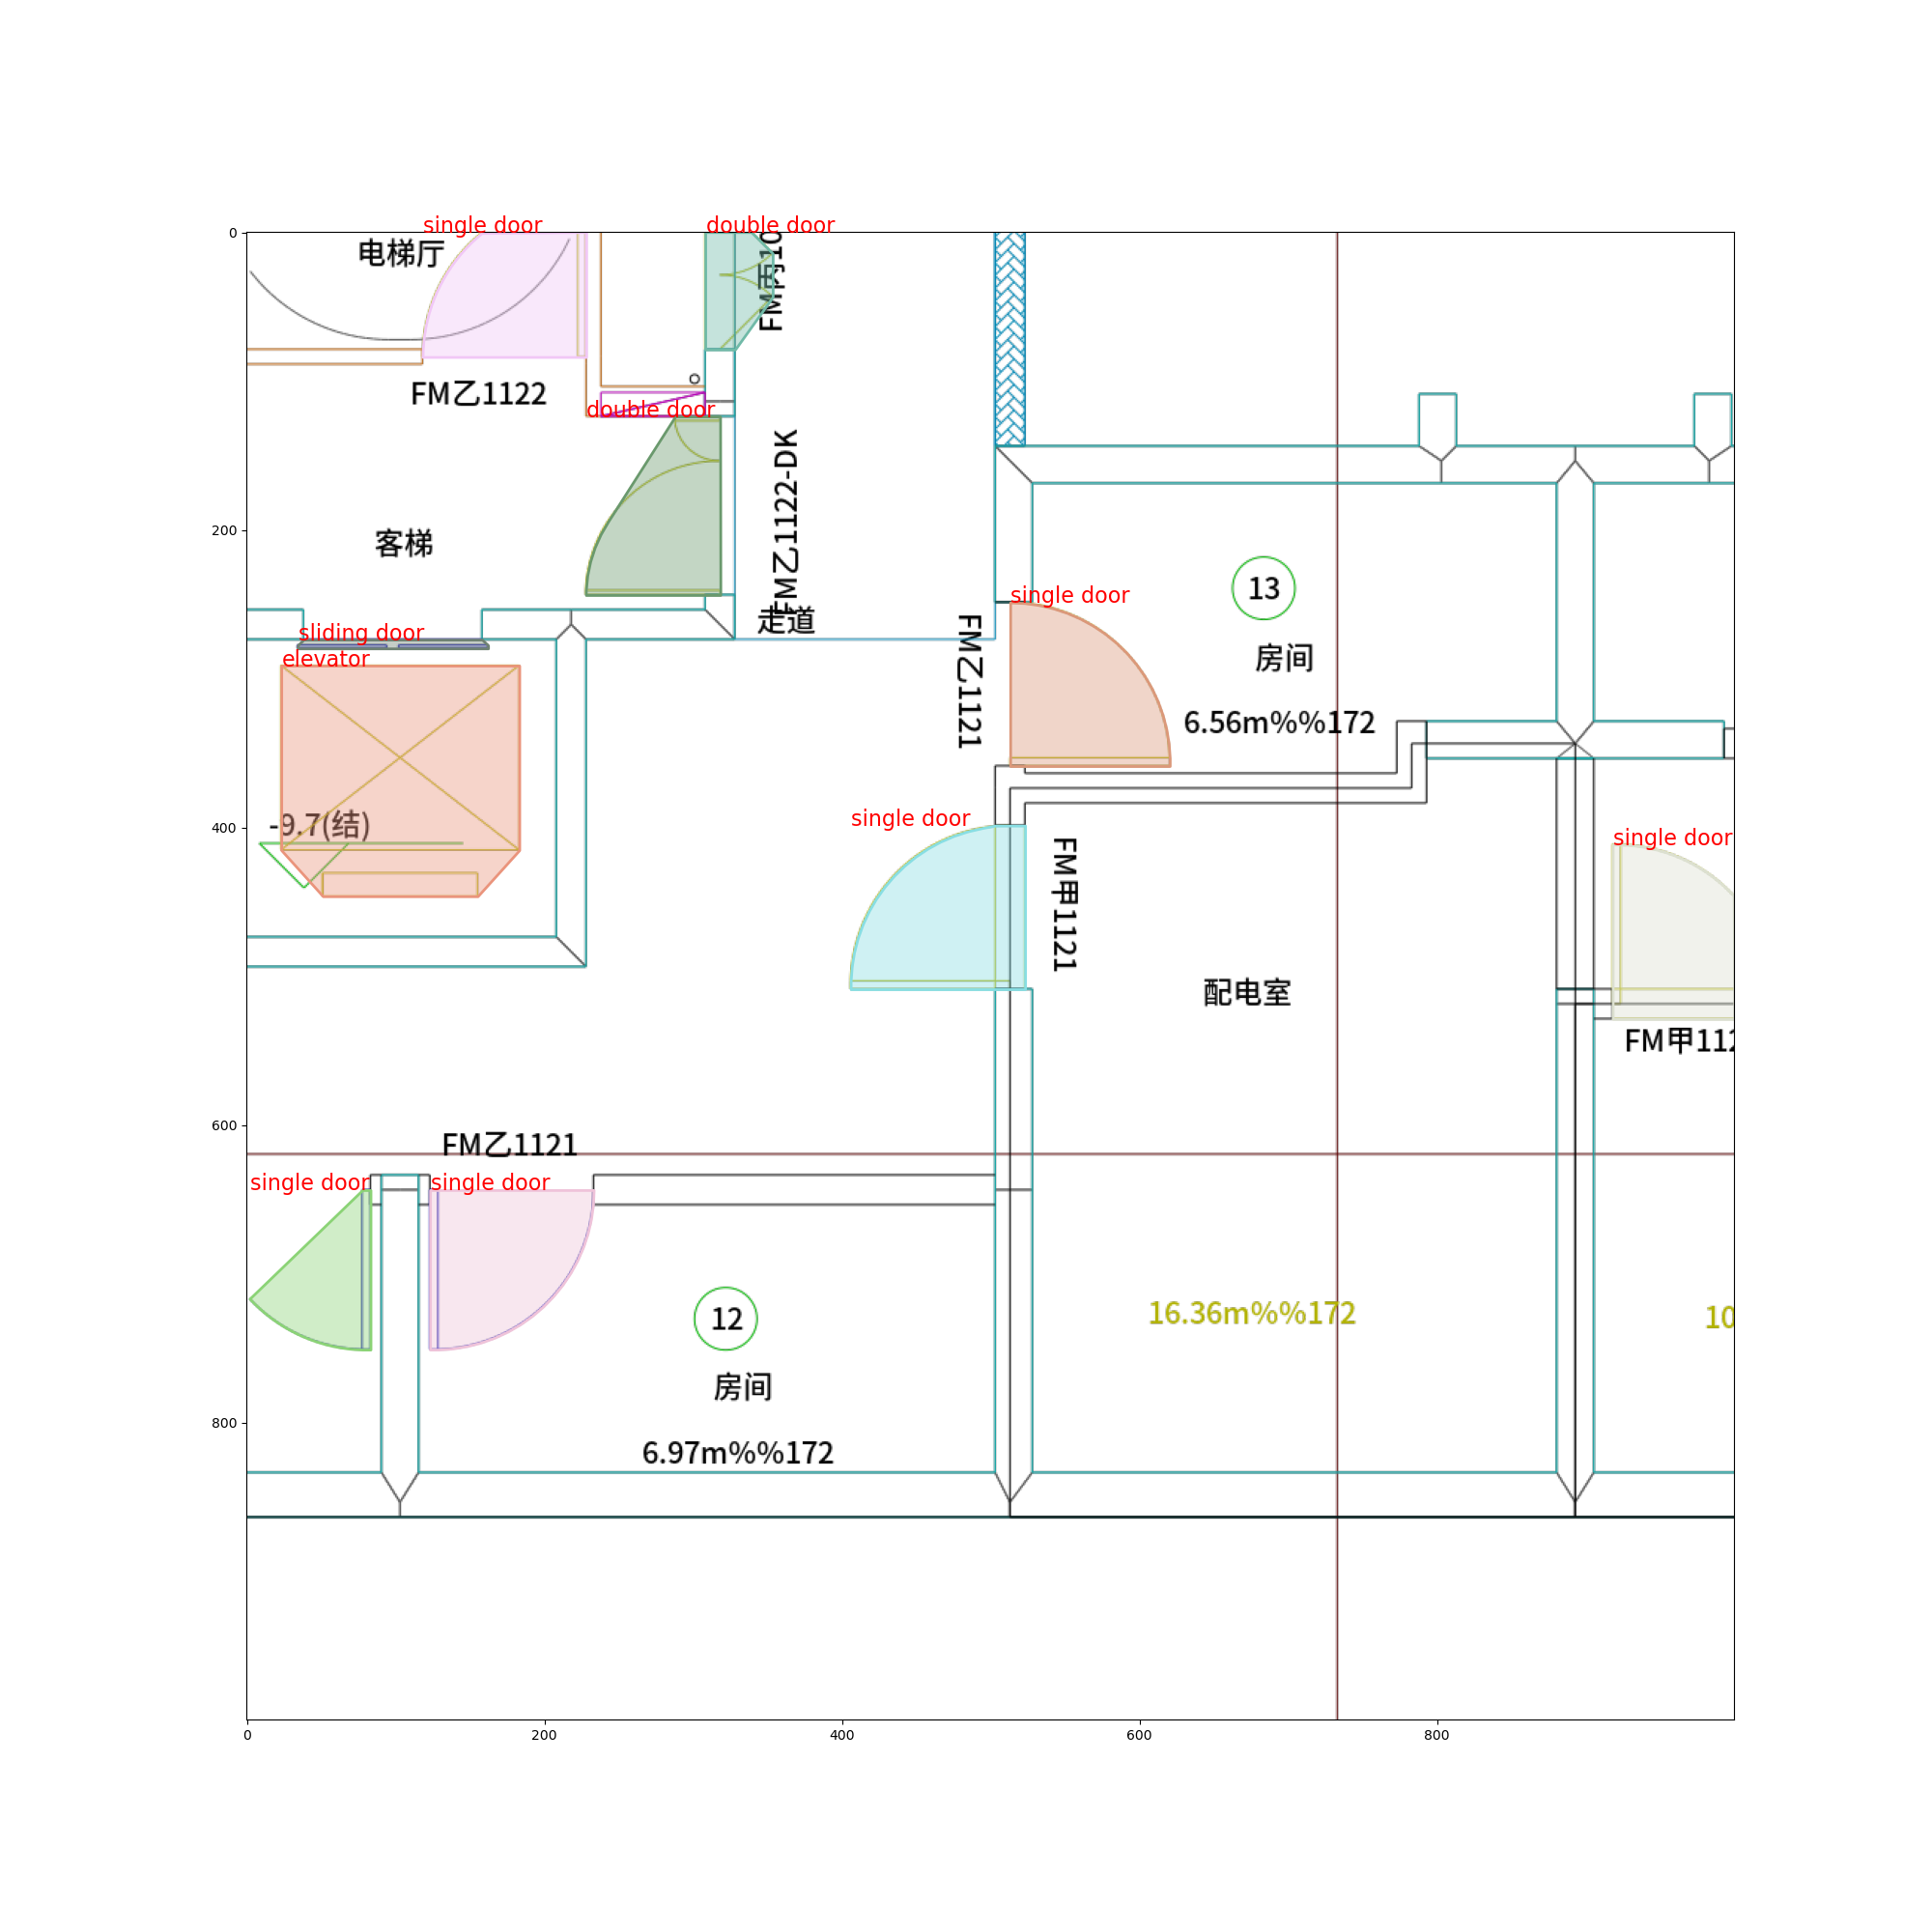 single door
double door
0
电梯厅
FM丙10
FM乙1122
double door
FM乙1122-DK
200
客梯
走道
single door
13
房间
FM乙1121
6.56m%%172
sliding door
elevator
400
-9.7(结)
single door
FM甲1121
single door
配电室
FM甲112
600
FM乙1121
single door
single door
12
房间
16.36m%%172
10
6.97m%%172
800
0
200
400
600
800